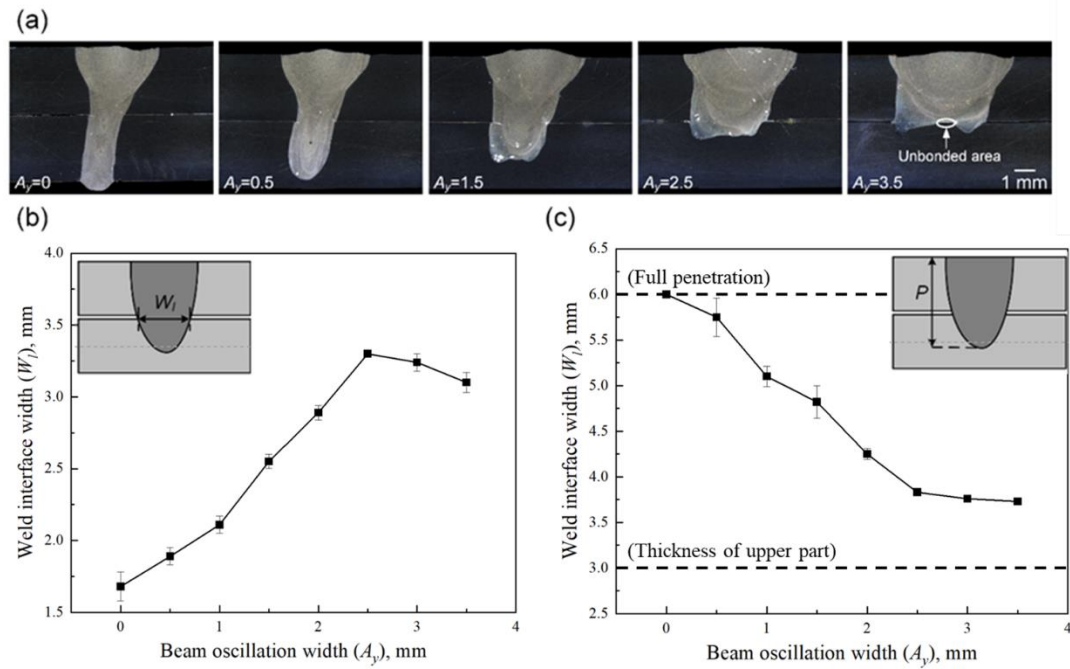 (a)
Ay=0
Ay=0.5
Ay=1.5
Ay=2.5
Ay=3.5
Unbonded area
1 mm
(b)
Weld interface width (Wl), mm
4.0
3.5
3.0
2.5
2.0
1.5
WI
0
1
2
3
4
Beam oscillation width (Ay), mm
(c)
Weld interface width (Wl), mm
6.5
6.0
5.5
5.0
4.5
4.0
3.5
3.0
2.5
(Full penetration)
P
(Thickness of upper part)
0
1
2
3
4
Beam oscillation width (Ay), mm